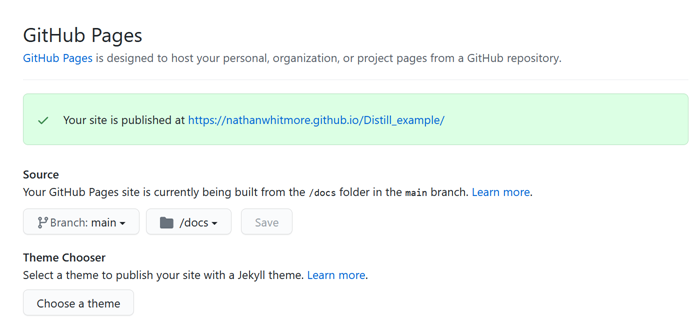 GitHub Pages
GitHub Pages is designed to host your personal, organization, or project pages from a GitHub repository.
Your site is published at https://nathanwhitmore.github.io/Distill_example/
Source
Your GitHub Pages site is currently being built from the /docs folder in the main branch. Learn more.
Branch: main /docs Save
Theme Chooser
Select a theme to publish your site with a Jekyll theme. Learn more.
Choose a theme